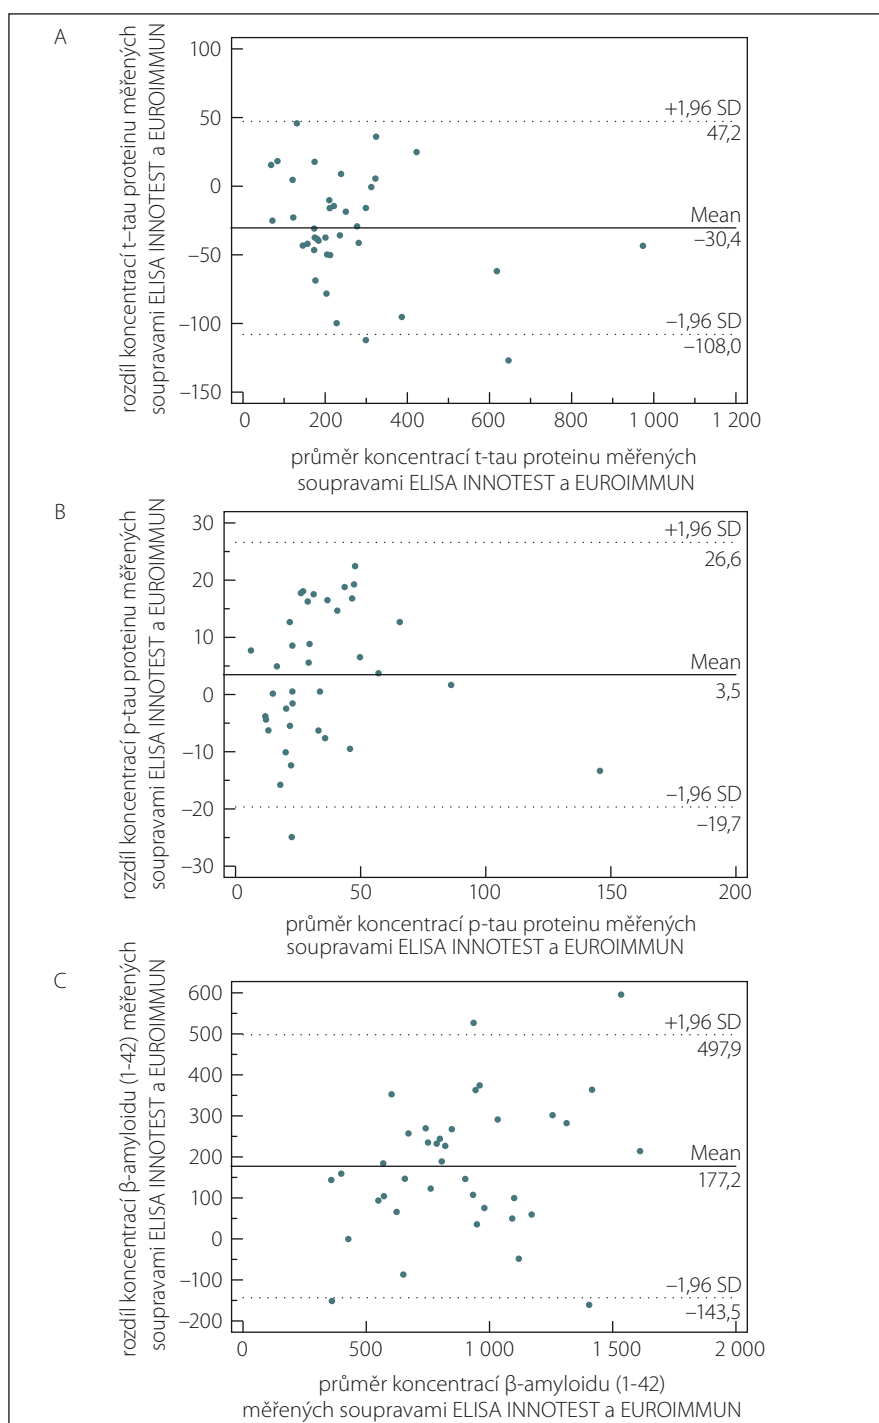 A
rozdíl koncentrací t–tau proteinu měřených
soupravami ELISA INNOTEST a EUROIMMUN
100
50
0
−50
−100
−150
+1,96 SD
47,2
Mean
−30,4
−1,96 SD
−108,0
0 200 400 600 800 1 000 1 200
průměr koncentrací t-tau proteinu měřených
soupravami ELISA INNOTEST a EUROIMMUN
B
rozdíl koncentrací p-tau proteinu měřených
soupravami ELISA INNOTEST a EUROIMMUN
30
20
10
0
−10
−20
−30
+1,96 SD
26,6
Mean
3,5
−1,96 SD
−19,7
0 50 100 150 200
průměr koncentrací p-tau proteinu měřených
soupravami ELISA INNOTEST a EUROIMMUN
C
rozdíl koncentrací β-amyloidu (1-42) měřených
soupravami ELISA INNOTEST a EUROIMMUN
600
500
400
300
200
100
0
−100
−200
+1,96 SD
497,9
Mean
177,2
−1,96 SD
−143,5
0 500 1 000 1 500 2 000
průměr koncentrací β-amyloidu (1-42)
měřených soupravami ELISA INNOTEST a EUROIMMUN